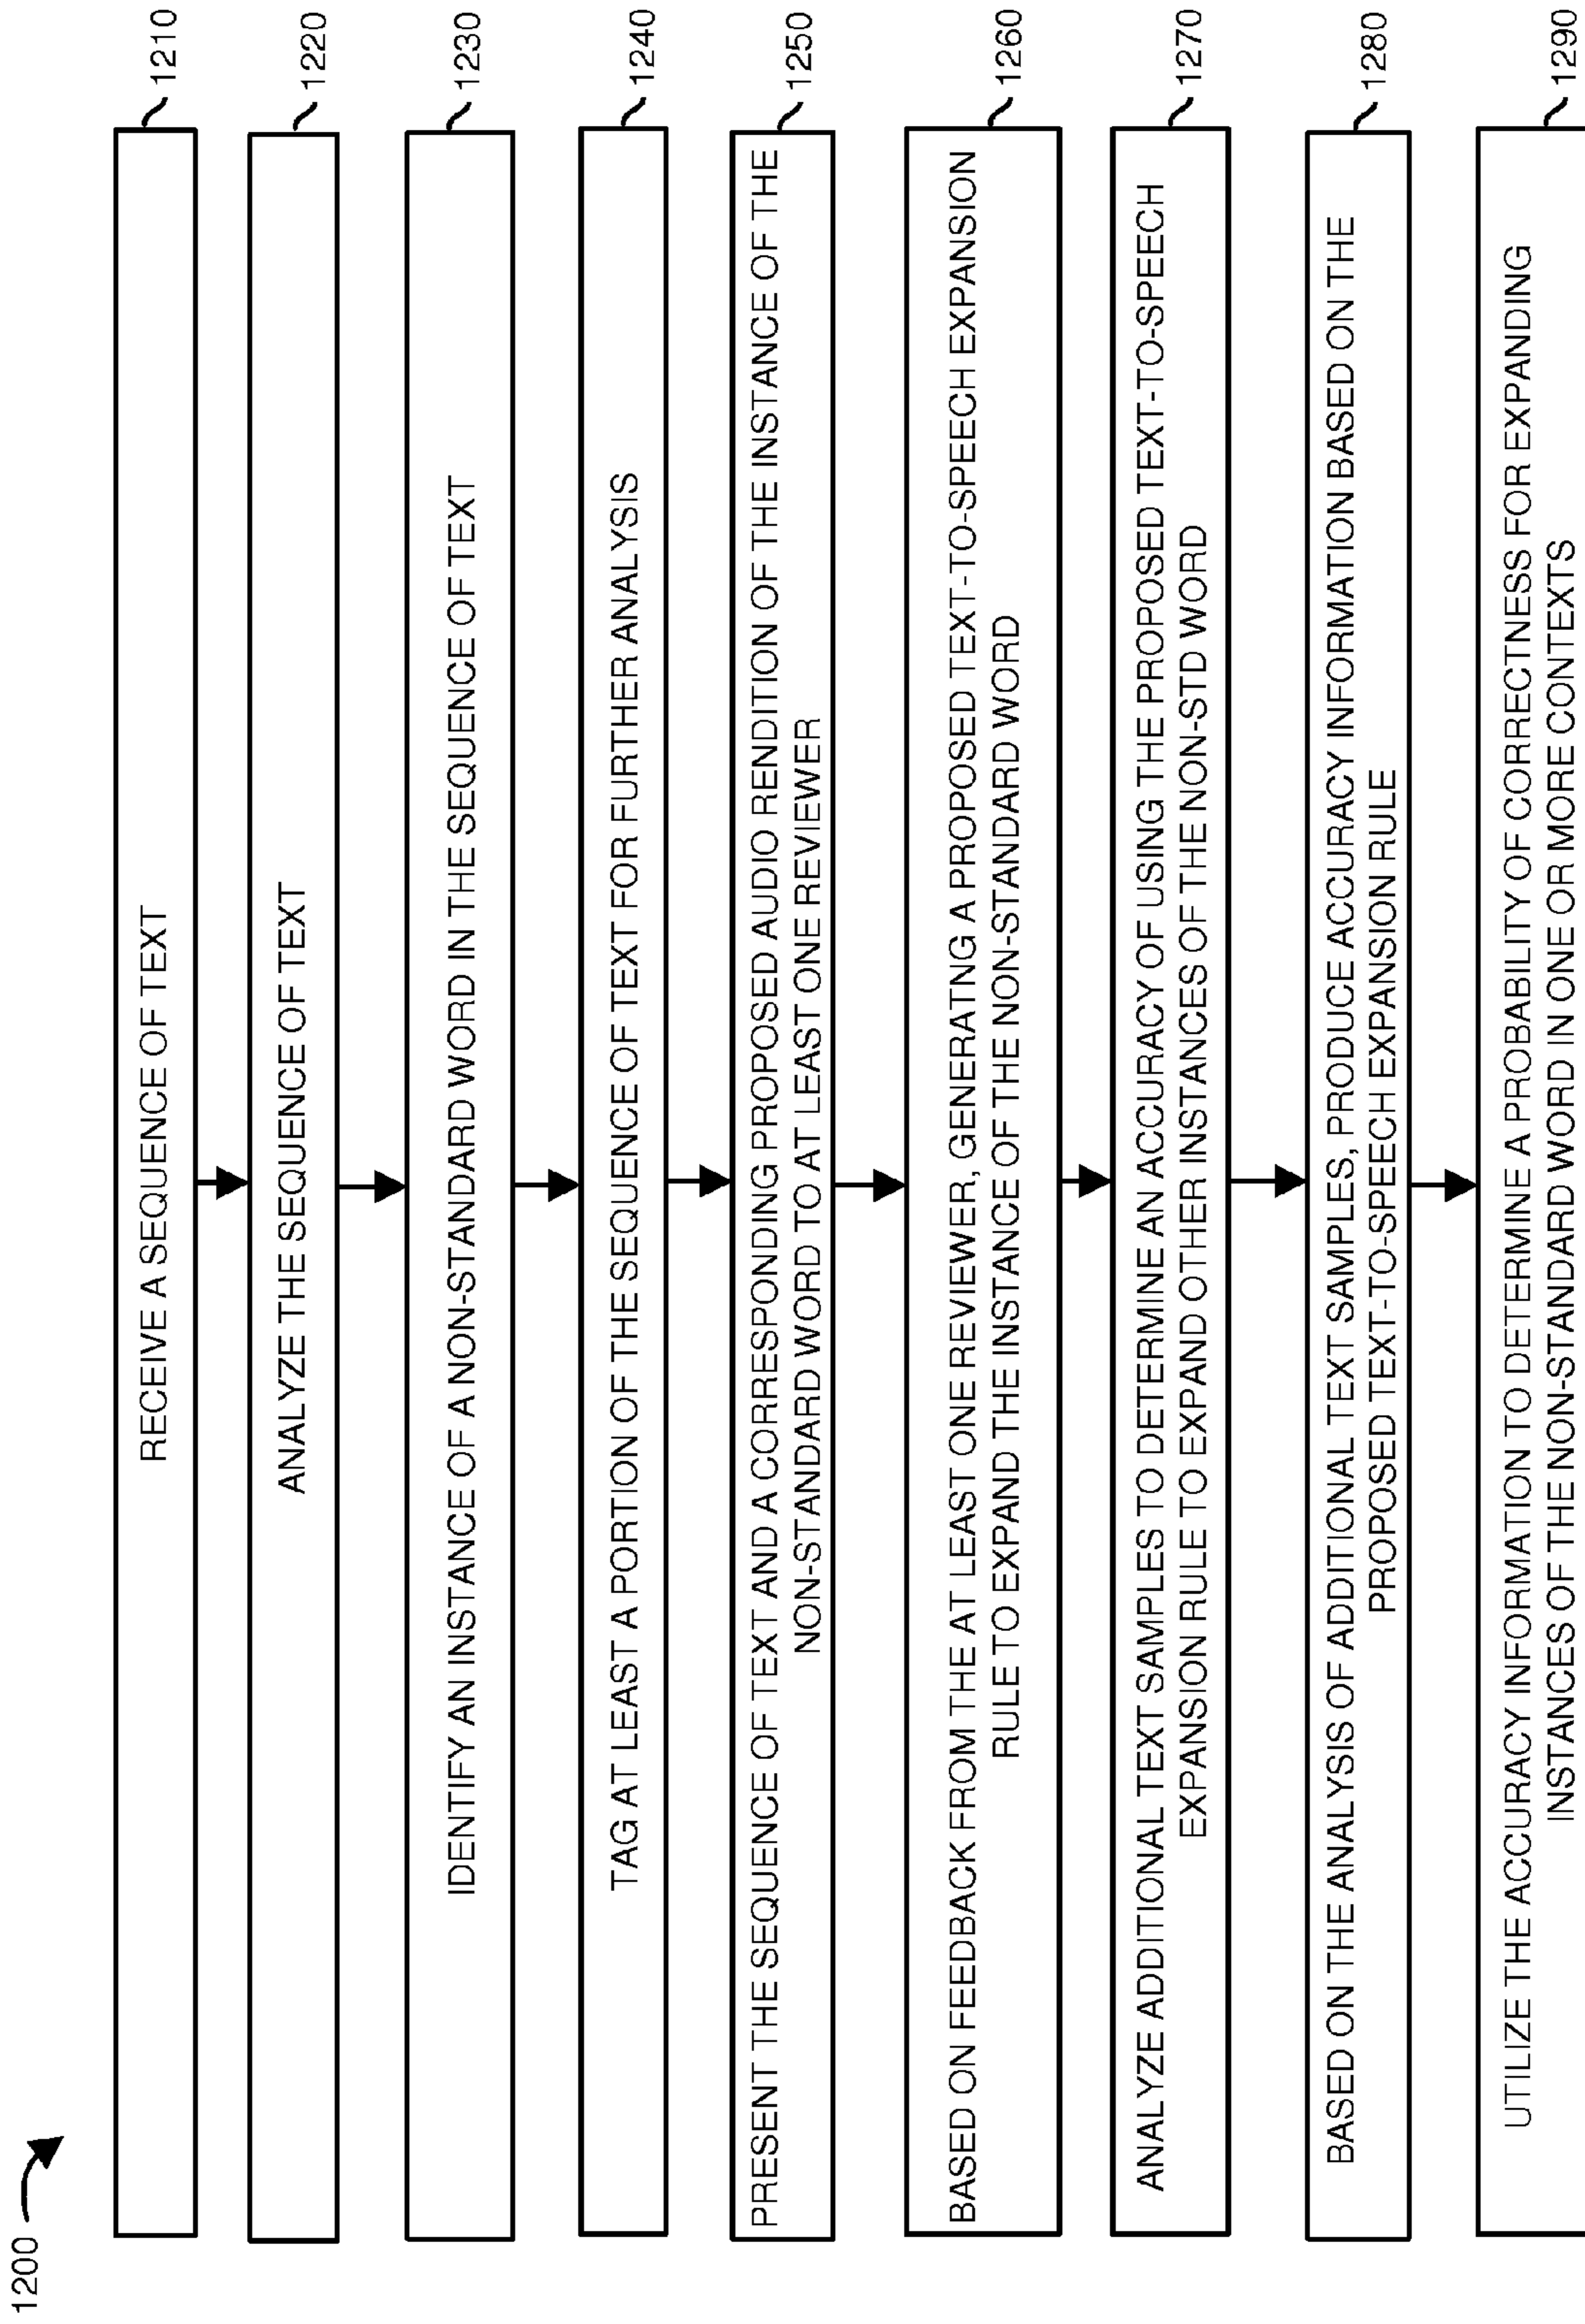 1200
RECEIVE A SEQUENCE OF TEXT
1210
ANALYZE THE SEQUENCE OF TEXT
1220
IDENTIFY AN INSTANCE OF A NON-STANDARD WORD IN THE SEQUENCE OF TEXT
1230
TAG AT LEAST A PORTION OF THE SEQUENCE OF TEXT FOR FURTHER ANALYSIS
1240
PRESENT THE SEQUENCE OF TEXT AND A CORRESPONDING PROPOSED AUDIO RENDITION OF THE INSTANCE OF THE
NON-STANDARD WORD TO AT LEAST ONE REVIEWER
1250
BASED ON FEEDBACK FROM THE AT LEAST ONE REVIEWER, GENERATNG A PROPOSED TEXT-TO-SPEECH EXPANSION
RULE TO EXPAND THE INSTANCE OF THE NON-STANDARD WORD
1260
ANALYZE ADDITIONAL TEXT SAMPLES TO DETERMINE AN ACCURACY OF USING THE PROPOSED TEXT-TO-SPEECH
EXPANSION RULE TO EXPAND OTHER INSTANCES OF THE NON-STD WORD
1270
BASED ON THE ANALYSIS OF ADDITIONAL TEXT SAMPLES, PRODUCE ACCURACY INFORMATION BASED ON THE
PROPOSED TEXT-TO-SPEECH EXPANSION RULE
1280
UTILIZE THE ACCURACY INFORMATION TO DETERMINE A PROBABILITY OF CORRECTNESS FOR EXPANDING
INSTANCES OF THE NON-STANDARD WORD IN ONE OR MORE CONTEXTS
1290